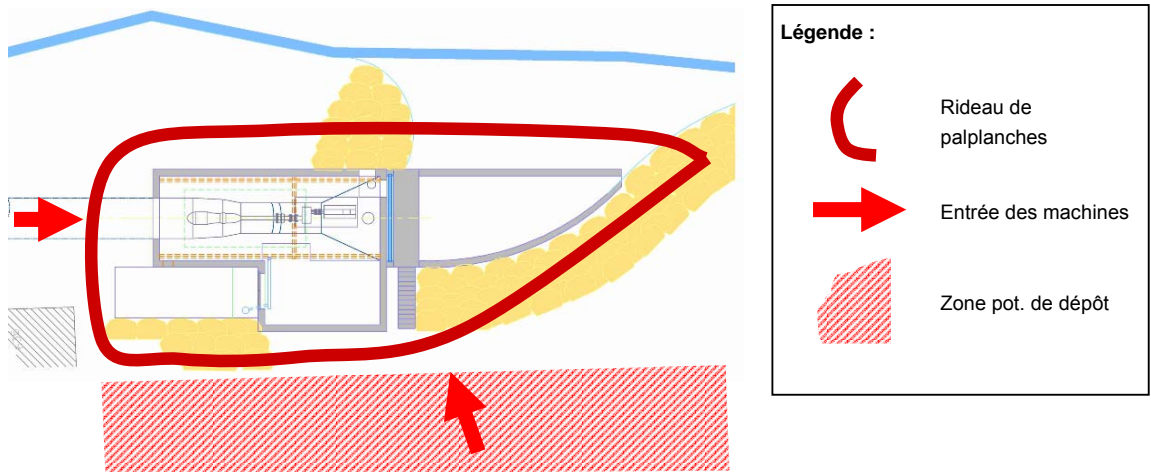 Légende :
Rideau de
palplanches
Entrée des machines
Zone pot. de dépôt